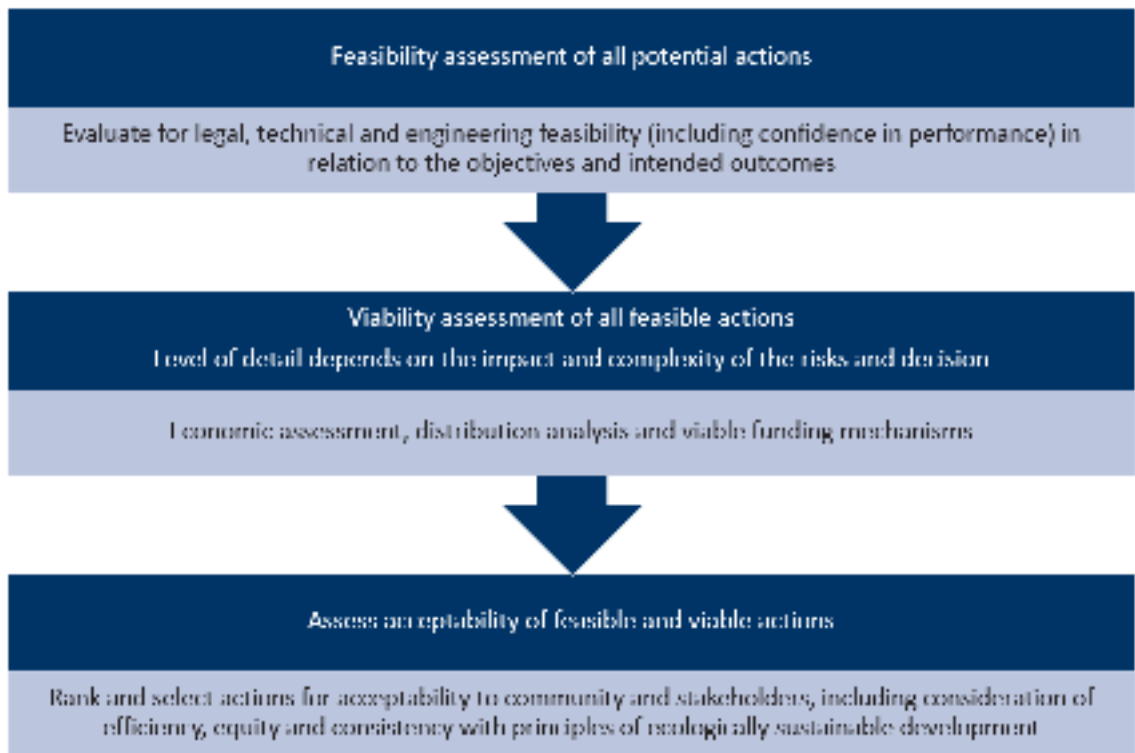 Feasibility assessment of all potential actions
Evaluate for legal, technical and engineering feasibility (including confidence in performance) in
relation to the objectives and intended outcomes
Viability assessment of all feasible actions
Level of detail depends on the impact and complexity of the risks and decision
Economic assessment, distribution analysis and viable funding mechanisms
Assess acceptability of feasible and viable actions
Rank and select actions for acceptability to community and stakeholders, including consideration of
efficiency, equity and consistency with principles of ecologically sustainable development